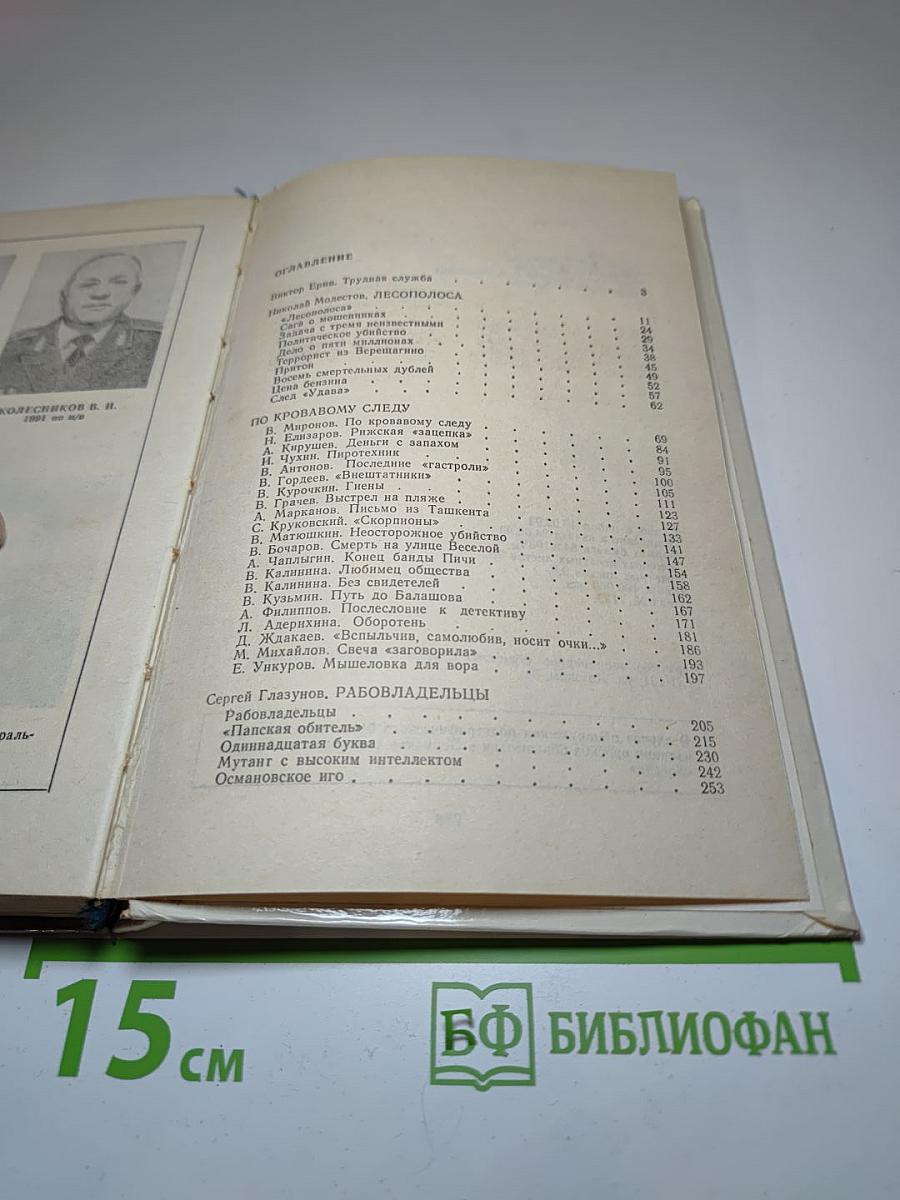 КОЛЕСНИКОВ В. И.
1991 по н/в
раль-
ОГЛАВЛЕНИЕ
Виктор Ерин. Трудная служба . . . . . . . 3
Николай Модестов. ЛЕСОПОЛОСА
«Лесополоса» . . . . . . . 11
Сага о мошенниках . . . . . . . 24
Задача с тремя неизвестными . . . . . . . 29
Политическое убийство . . . . . . . 34
Дело о пяти миллионах . . . . . . . 38
Террорист из Верещагино . . . . . . . 45
Притон . . . . . . . 49
Восемь смертельных дублей . . . . . . . 52
Цена бензина . . . . . . . 57
След «Удава» . . . . . . . 62
ПО КРОВАВОМУ СЛЕДУ
В. Миронов. По кровавому следу . . . . . . 69
Н. Елизаров. Рижская «зацепка» . . . . . . 84
А. Кирушев. Деньги с запахом . . . . . . 91
И. Чухин. Пиротехник . . . . . . 95
В. Антонов. Последние «гастроли» . . . . . . 100
В. Гордеев. «Внештатники» . . . . . . 105
В. Курочкин. Гиены . . . . . . 111
В. Грачев. Выстрел на пляже . . . . . . 123
А. Марканов. Письмо из Ташкента . . . . . . 127
С. Круковский. «Скорпионы» . . . . . . 133
В. Матюшкин. Неосторожное убийство . . . . . . 141
В. Бочаров. Смерть на улице Веселой . . . . . . 147
А. Чаплыгин. Конец банды Пичи . . . . . . 154
В. Калинина. Любимец общества . . . . . . 158
В. Калинина. Без свидетелей . . . . . . 162
В. Кузьмин. Путь до Балашова . . . . . . 167
А. Филиппов. Послесловие к детективу . . . . . . 171
Л. Адерихина. Оборотень . . . . . . 181
Д. Ждакаев. «Вспыльчив, самолюбив, носит очки...» . . . 186
М. Михайлов. Свеча «заговорила» . . . . . . 193
Е. Ункуров. Мышеловка для вора . . . . . . 197
Сергей Глазунов. РАБОВЛАДЕЛЬЦЫ
Рабовладельцы . . . . . . . 205
«Папская обитель» . . . . . . . 215
Одиннадцатая буква . . . . . . . 230
Мутант с высоким интеллектом . . . . . . 242
Османовское иго . . . . . . . 253
15 см
БФ БИБЛИОФАН